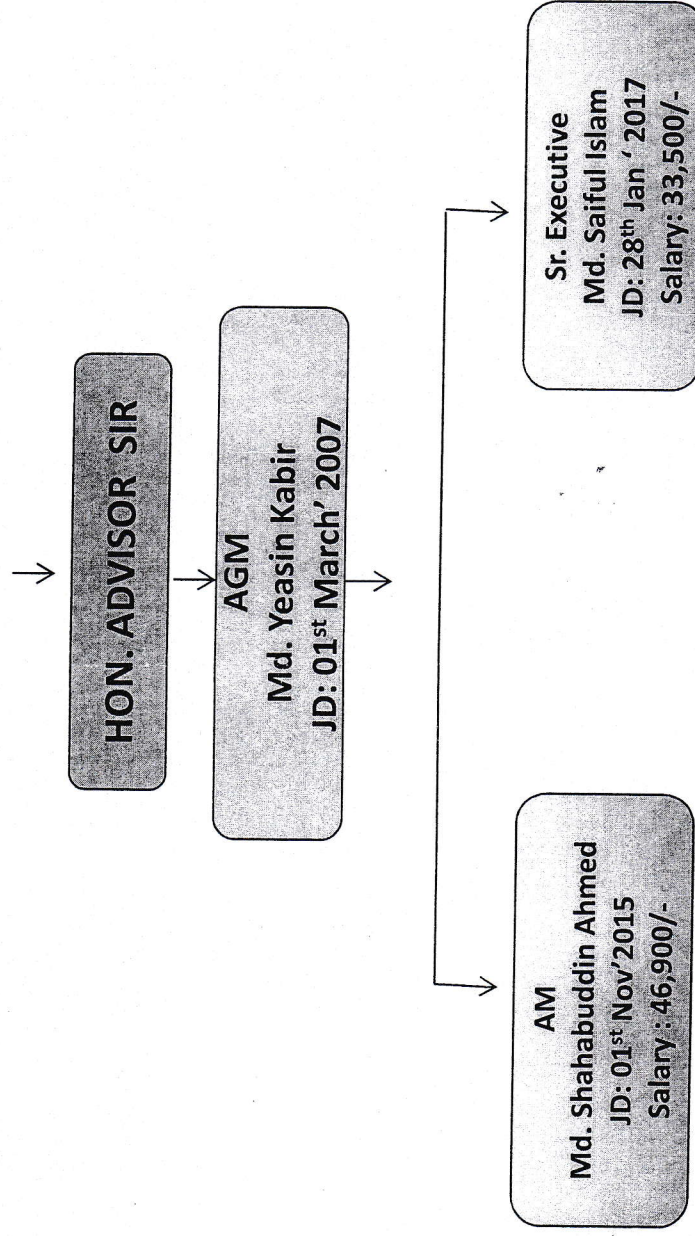 HON. ADVISOR SIR
AGM
Md. Yeasin Kabir
JD: 01st March’ 2007
AM
Md. Shahabuddin Ahmed
JD: 01st Nov’2015
Salary : 46,900/-
Sr. Executive
Md. Saiful Islam
JD: 28th Jan ‘ 2017
Salary: 33,500/-